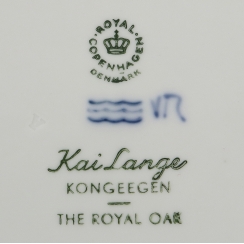 ROYAL
COPENHAGEN
DENMARK
Kai Lange
KONGEEGEN
THE ROYAL OAK